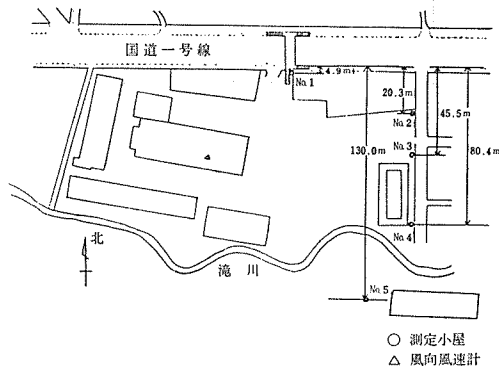 国道一号線
4.9m
No.1
20.3m
No.2
45.5m
No.3
130.0m
80.4m
No.4
北
滝川
No.5
○ 測定小屋
△ 風向風速計